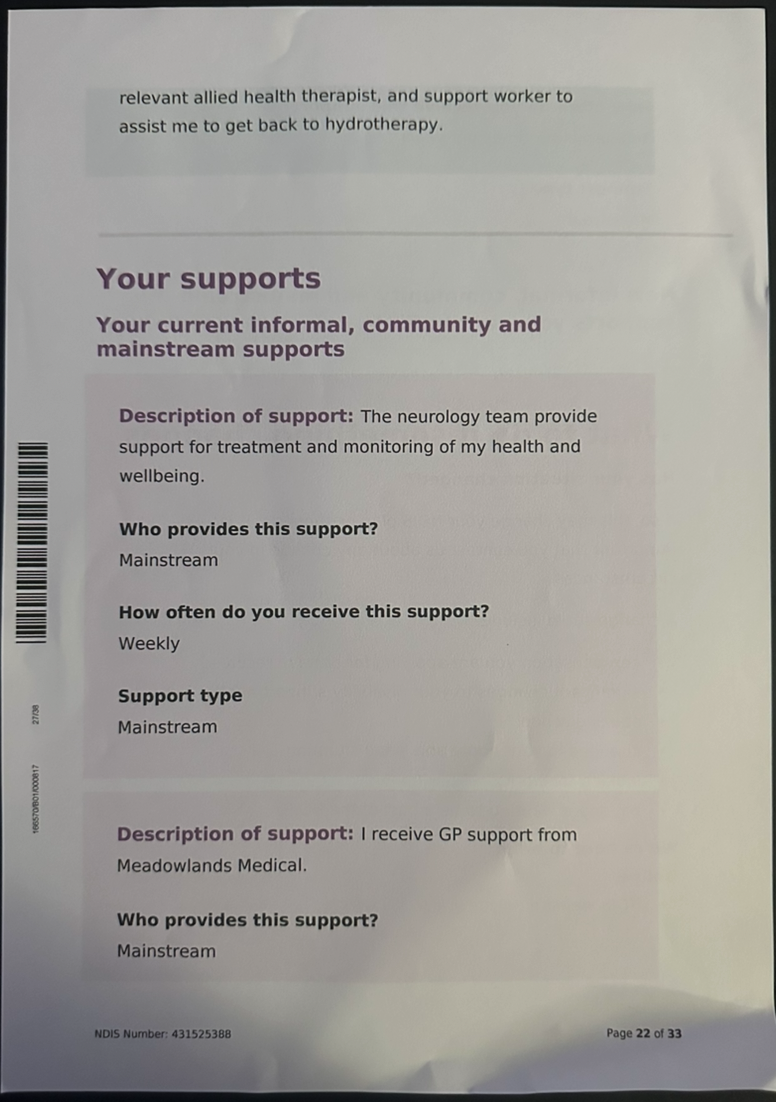 relevant allied health therapist, and support worker to
assist me to get back to hydrotherapy.
Your supports
Your current informal, community and
mainstream supports
Description of support: The neurology team provide
support for treatment and monitoring of my health and
wellbeing.
Who provides this support?
Mainstream
How often do you receive this support?
Weekly
Support type
Mainstream
Description of support: I receive GP support from
Meadowlands Medical.
Who provides this support?
Mainstream
27/38
166570/B01/000817
NDIS Number: 431525388
Page 22 of 33